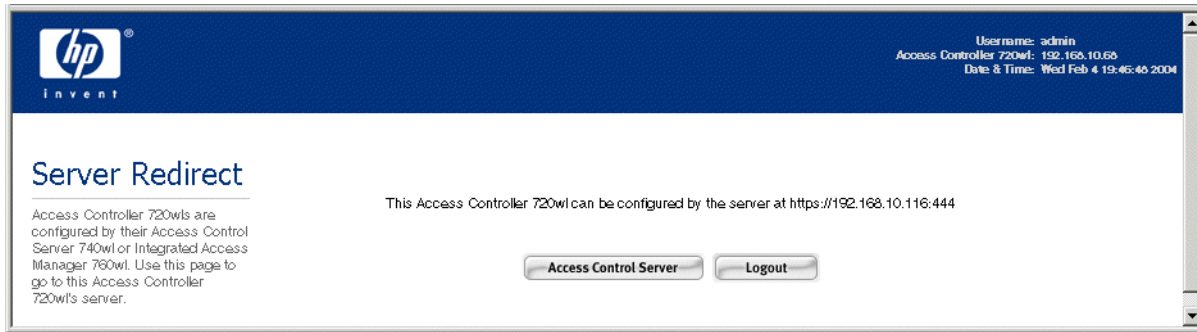 hp
®
invent
Username: admin
Access Controller 720wl: 192.168.10.68
Date & Time: Wed Feb 4 19:46:48 2004
Server Redirect
Access Controller 720wls are
configured by their Access Control
Server 740wl or Integrated Access
Manager 760wl. Use this page to
go to this Access Controller
720wl's server.
This Access Controller 720wl can be configured by the server at https://192.168.10.116:444
Access Control Server
Logout